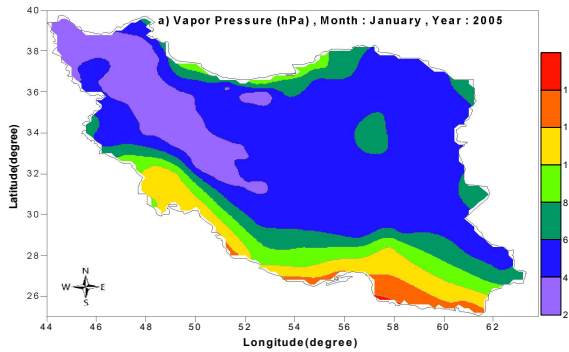 a) Vapor Pressure (hPa) , Month : January , Year : 2005
40
38
36
34
32
30
28
26
Latitude(degree)
N
W E
S
44 46 48 50 52 54 56 58 60 62
Longitude(degree)
1
1
1
8
6
4
2